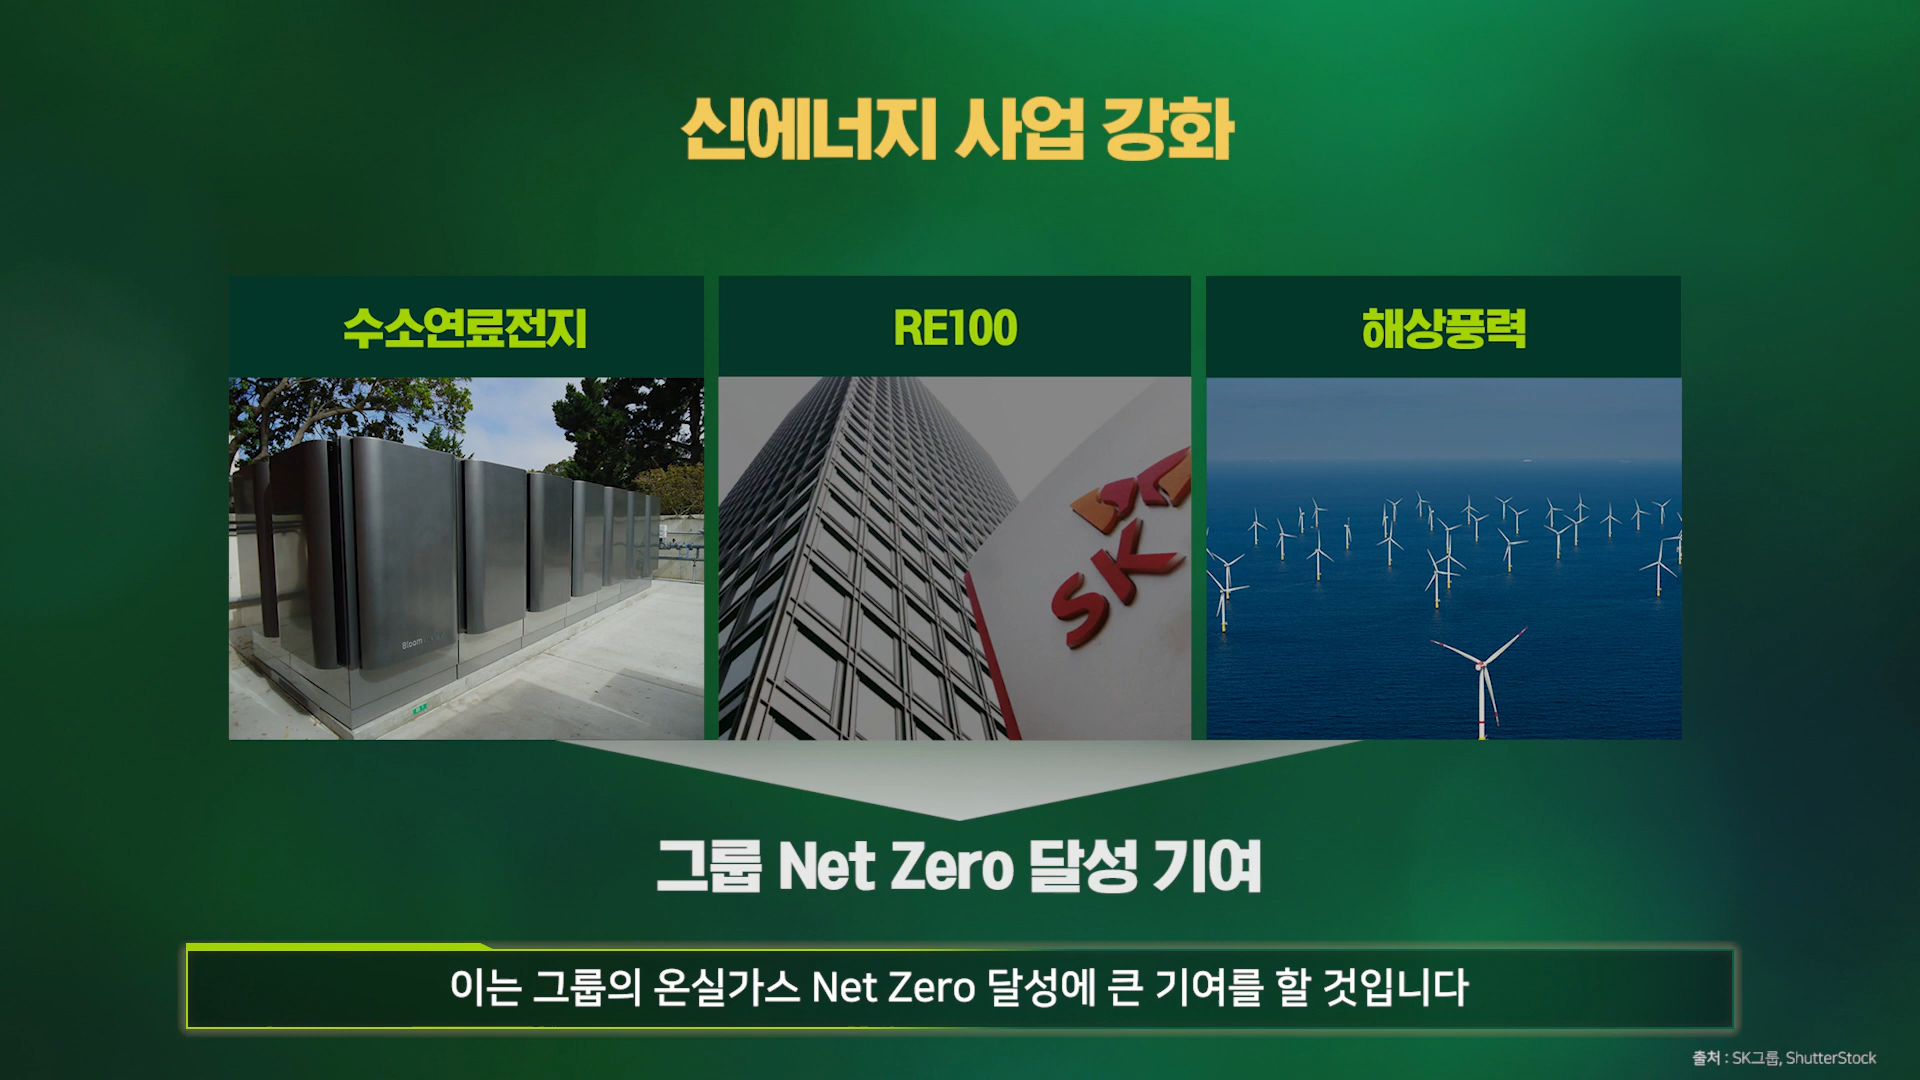 신에너지 사업 강화
수소연료전지
RE100
해상풍력
Bloom
SK
그룹 Net Zero 달성 기여
이는 그룹의 온실가스 Net Zero 달성에 큰 기여를 할 것입니다
출처 : SK그룹, ShutterStock